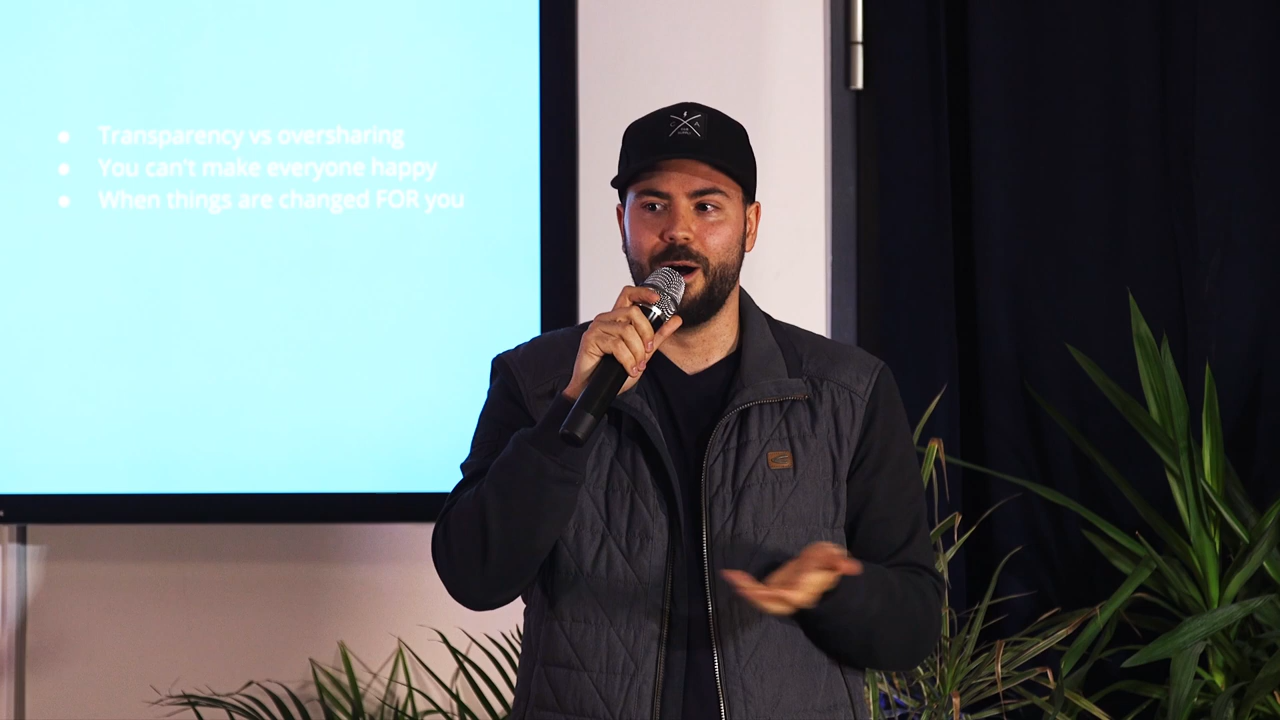 Transparency vs oversharing
You can't make everyone happy
When things are changed FOR you
C A